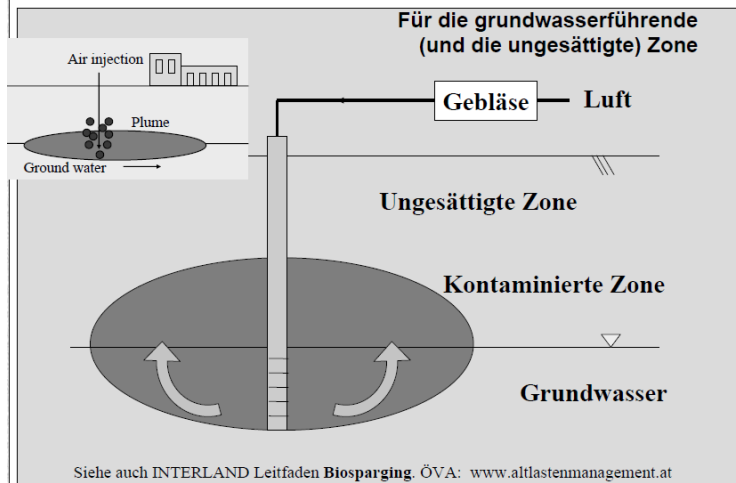 Für die grundwasserführende
(und die ungesättigte) Zone
Air injection
Plume
Ground water
Gebläse
Luft
Ungesättigte Zone
Kontaminierte Zone
Grundwasser
Siehe auch INTERLAND Leitfaden Biosparging. ÖVA: www.altlastenmanagement.at